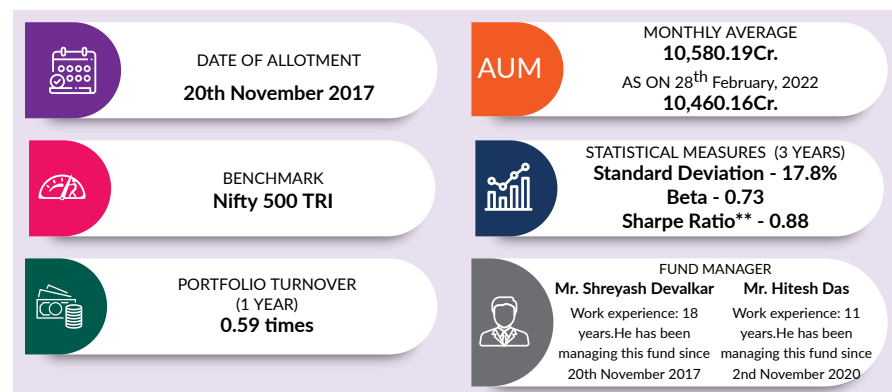 DATE OF ALLOTMENT
20th November 2017
AUM
MONTHLY AVERAGE
10,580.19Cr.
AS ON 28th February, 2022
10,460.16Cr.
BENCHMARK
Nifty 500 TRI
STATISTICAL MEASURES (3 YEARS)
Standard Deviation - 17.8%
Beta - 0.73
Sharpe Ratio** - 0.88
PORTFOLIO TURNOVER
(1 YEAR)
0.59 times
FUND MANAGER
Mr. Shreyash Devalkar
Work experience: 18
years.He has been
managing this fund since
20th November 2017
Mr. Hitesh Das
Work experience: 11
years.He has been
managing this fund since
2nd November 2020